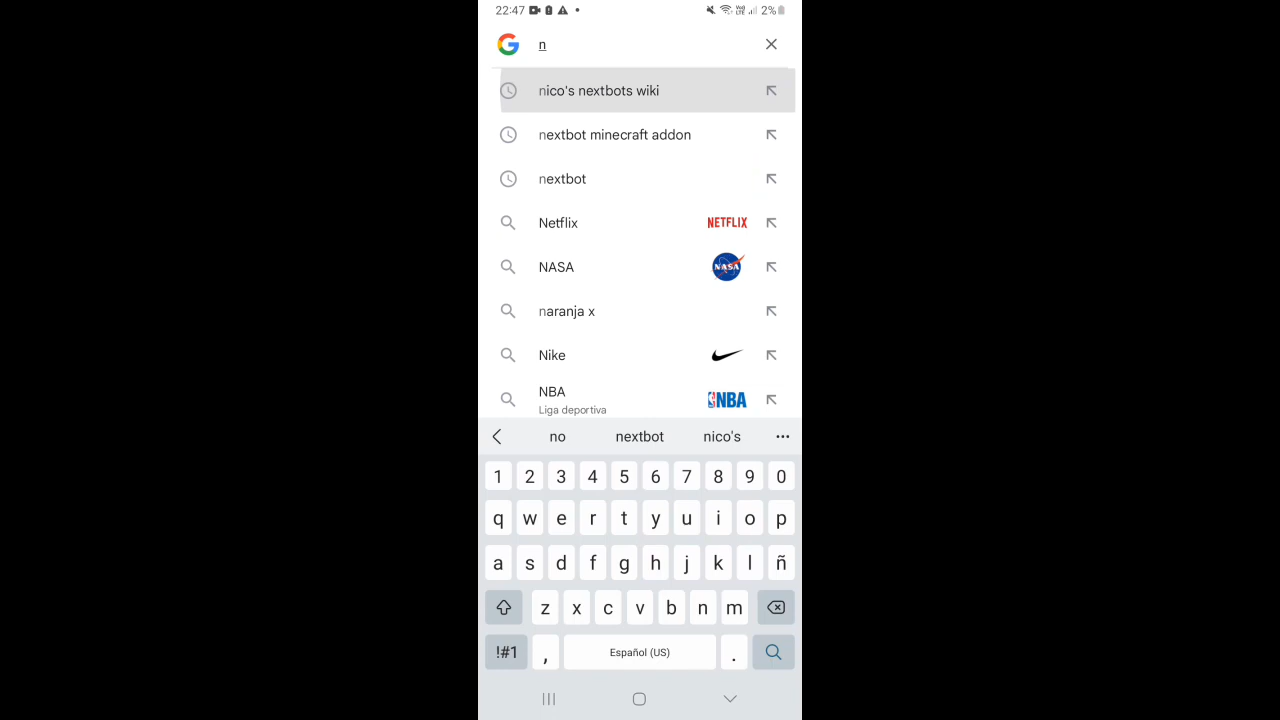 22:47 2%
n
nico's nextbots wiki
nextbot minecraft addon
nextbot
Netflix NETFLIX
NASA NASA
naranja x
Nike
NBA NBA
Liga deportiva
no nextbot nico's
1 2 3 4 5 6 7 8 9 0
q w e r t y u i o p
a s d f g h j k l ñ
z x c v b n m
!#1 , Español (US) .